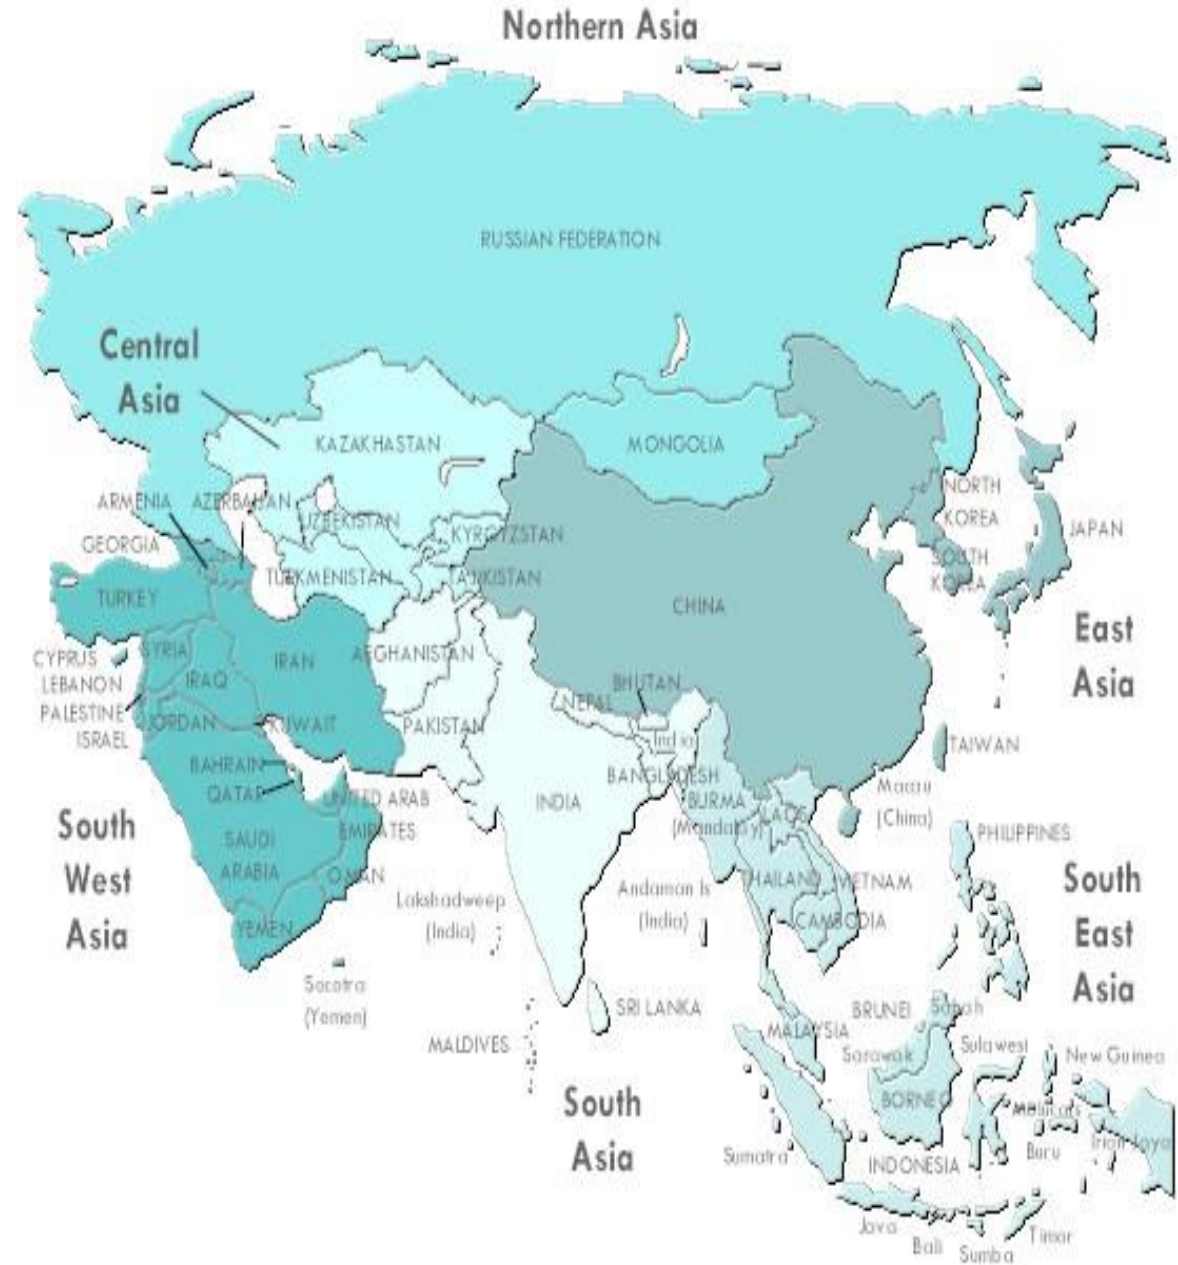 Northern Asia
RUSSIAN FEDERATION
Central
Asia
KAZAKHASTAN
MONGOLIA
ARMENIA
AZERBAIJAN
UZBEKISTAN
KYRGYZSTAN
NORTH
KOREA
JAPAN
GEORGIA
SOUTH
KOREA
TURKMENISTAN
TAJIKISTAN
TURKEY
CHINA
East
Asia
CYPRUS
SYRIA
IRAN
AFGHANISTAN
LEBANON
IRAQ
BHUTAN
NEPAL
PALESTINE
JORDAN
KUWAIT
PAKISTAN
ISRAEL
India
TAIWAN
BAHRAIN
BANGLADESH
QATAR
UNITED ARAB
EMIRATES
INDIA
BURMA
(Mandalay)
LAOS
Macau
(China)
South
West
Asia
SAUDI
ARABIA
PHILIPPINES
OMAN
THAILAND
VIETNAM
South
East
Asia
Lakshadweep
(India)
Andaman Is
(India)
YEMEN
CAMBODIA
Socotra
(Yemen)
SRI LANKA
BRUNEI
Sabah
MALDIVES
MALAYSIA
Sarawak
Sulawesi
New Guinea
South
Asia
BORNEO
Moluccas
Sumatra
INDONESIA
Buru
Irian Jaya
Java
Bali
Sumba
Timor